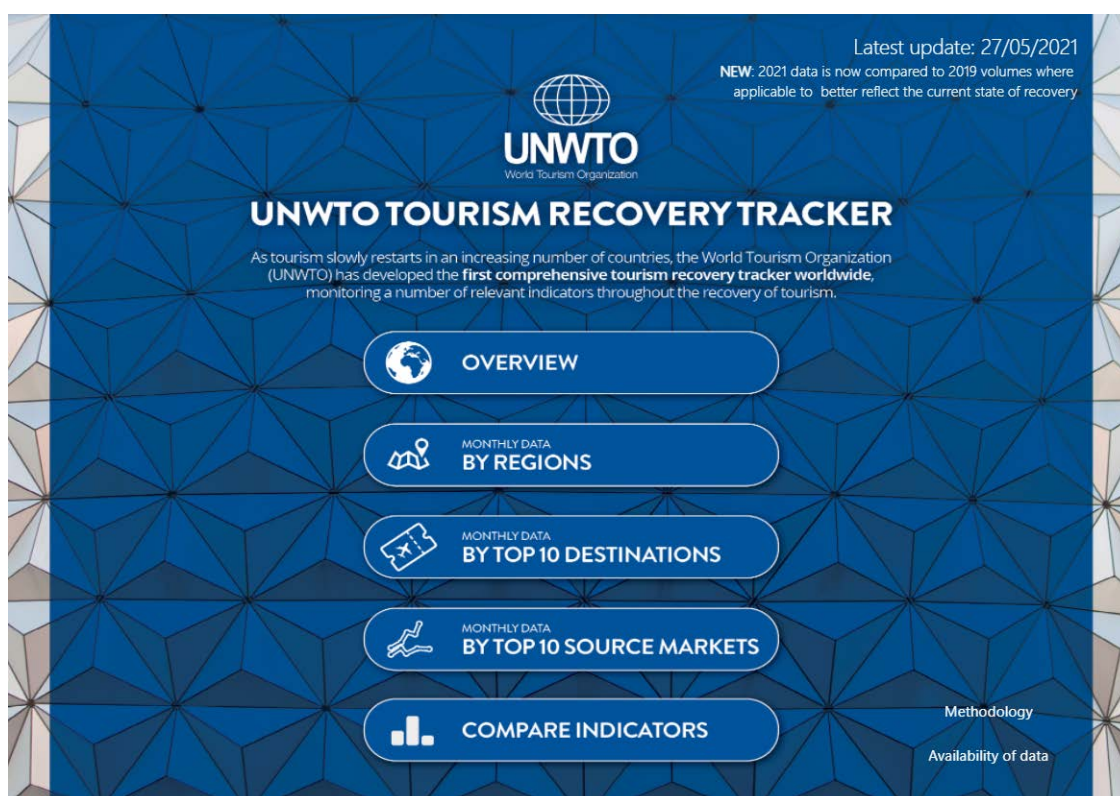 Latest update: 27/05/2021
NEW: 2021 data is now compared to 2019 volumes where
applicable to better reflect the current state of recovery
UNWTO
World Tourism Organization
UNWTO TOURISM RECOVERY TRACKER
As tourism slowly restarts in an increasing number of countries, the World Tourism Organization
(UNWTO) has developed the first comprehensive tourism recovery tracker worldwide,
monitoring a number of relevant indicators throughout the recovery of tourism.
OVERVIEW
MONTHLY DATA
BY REGIONS
MONTHLY DATA
BY TOP 10 DESTINATIONS
MONTHLY DATA
BY TOP 10 SOURCE MARKETS
COMPARE INDICATORS
Methodology
Availability of data